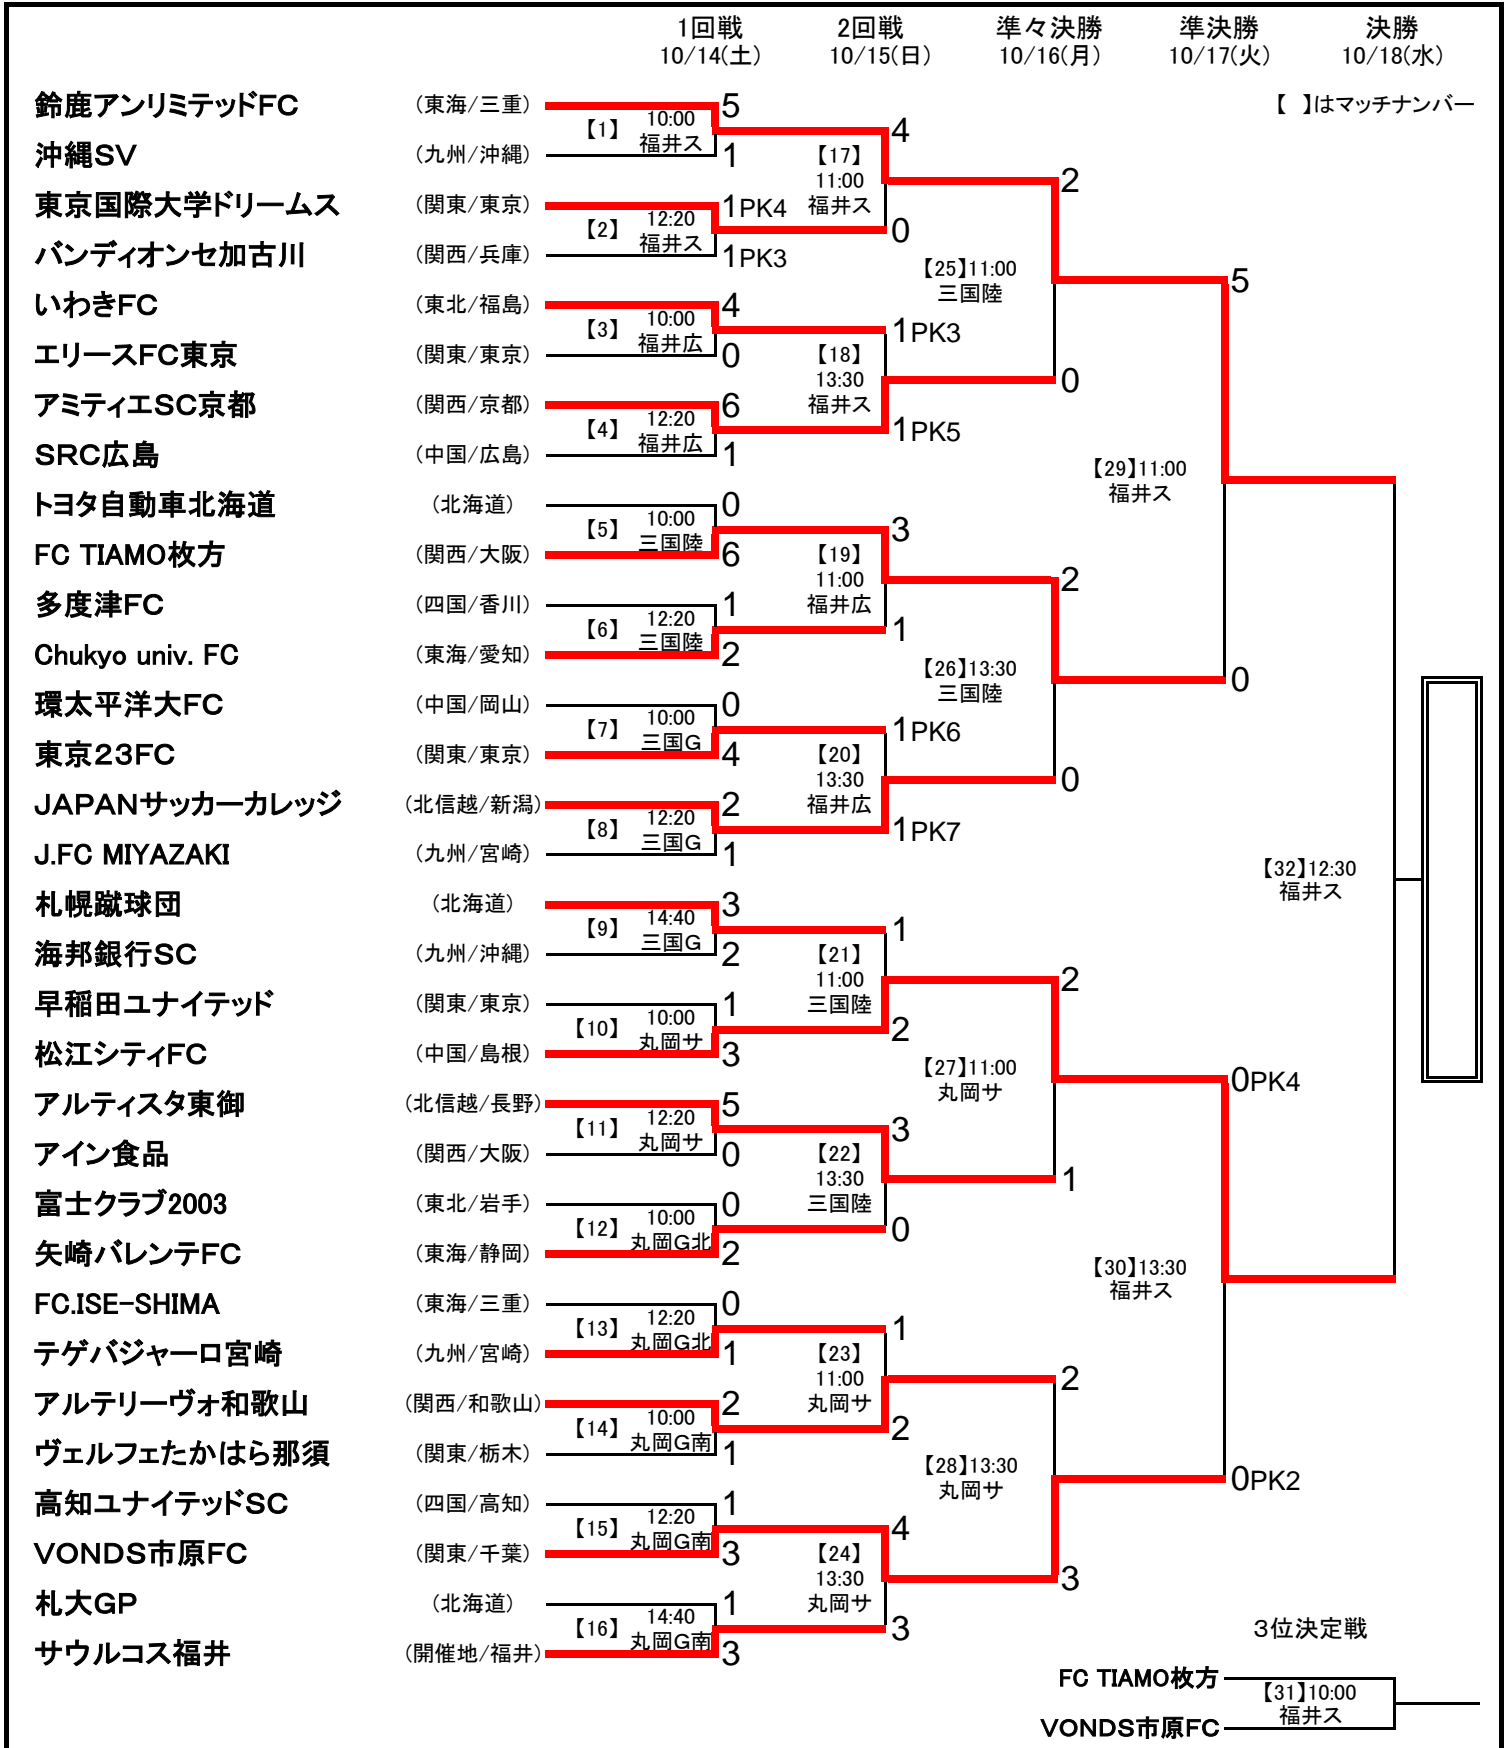 1回戦 2回戦 準々決勝 準決勝 決勝
10/14(土) 10/15(日) 10/16(月) 10/17(火) 10/18(水)
【 】はマッチナンバー
鈴鹿アンリミテッドFC (東海/三重) 5
【1】 10:00 福井ス
4
沖縄SV (九州/沖縄) 1
【17】 11:00 福井ス
2
東京国際大学ドリームス (関東/東京) 1PK4
【2】 12:20 福井ス
0
バンディオンセ加古川 (関西/兵庫) 1PK3
【25】11:00 三国陸
5
いわきFC (東北/福島) 4
【3】 10:00 福井広
1PK3
エリースFC東京 (関東/東京) 0
【18】 13:30 福井ス
0
アミティエSC京都 (関西/京都) 6
【4】 12:20 福井広
1PK5
SRC広島 (中国/広島) 1
【29】11:00 福井ス
トヨタ自動車北海道 (北海道) 0
【5】 10:00 三国陸
3
FC TIAMO枚方 (関西/大阪) 6
【19】 11:00 福井広
2
多度津FC (四国/香川) 1
【6】 12:20 三国陸
1
Chukyo univ. FC (東海/愛知) 2
【26】13:30 三国陸
0
環太平洋大FC (中国/岡山) 0
【7】 10:00 三国G
1PK6
東京23FC (関東/東京) 4
【20】 13:30 福井広
0
JAPANサッカーカレッジ (北信越/新潟) 2
【8】 12:20 三国G
1PK7
J.FC MIYAZAKI (九州/宮崎) 1
【32】12:30 福井ス
札幌蹴球団 (北海道) 3
【9】 14:40 三国G
1
海邦銀行SC (九州/沖縄) 2
【21】 11:00 三国陸
2
早稲田ユナイテッド (関東/東京) 1
【10】 10:00 丸岡サ
2
松江シティFC (中国/島根) 3
【27】11:00 丸岡サ
0PK4
アルティスタ東御 (北信越/長野) 5
【11】 12:20 丸岡サ
3
アイン食品 (関西/大阪) 0
【22】 13:30 三国陸
1
富士クラブ2003 (東北/岩手) 0
【12】 10:00 丸岡G北
0
矢崎バレンテFC (東海/静岡) 2
【30】13:30 福井ス
FC.ISE-SHIMA (東海/三重) 0
【13】 12:20 丸岡G北
1
テゲバジャーロ宮崎 (九州/宮崎) 1
【23】 11:00 丸岡サ
2
アルテリーヴォ和歌山 (関西/和歌山) 2
【14】 10:00 丸岡G南
2
ヴェルフェたかはら那須 (関東/栃木) 1
【28】13:30 丸岡サ
0PK2
高知ユナイテッドSC (四国/高知) 1
【15】 12:20 丸岡G南
4
VONDS市原FC (関東/千葉) 3
【24】 13:30 丸岡サ
3
札大GP (北海道) 1
【16】 14:40 丸岡G南
3
サウルコス福井 (開催地/福井) 3
3位決定戦
FC TIAMO枚方
【31】10:00 福井ス
VONDS市原FC